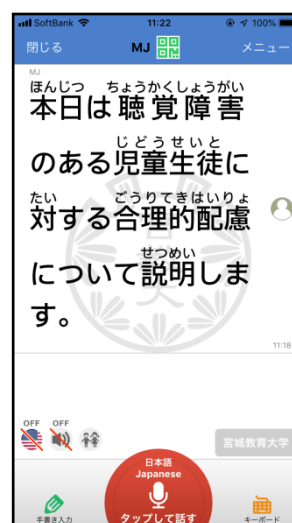 SoftBank 11:22 100%
閉じる MJ メニュー
MJ
ほんじつ ちょうかくしょうがい
本日は聴覚障害
じどうせいと
のある児童生徒に
たい ごうりてきはいりょ
対する合理的配慮
せつめい
について説明しま
す。
11:18
OFF OFF
宮城教育大学
日本語
Japanese
手書き入力 タップして話す キーボード